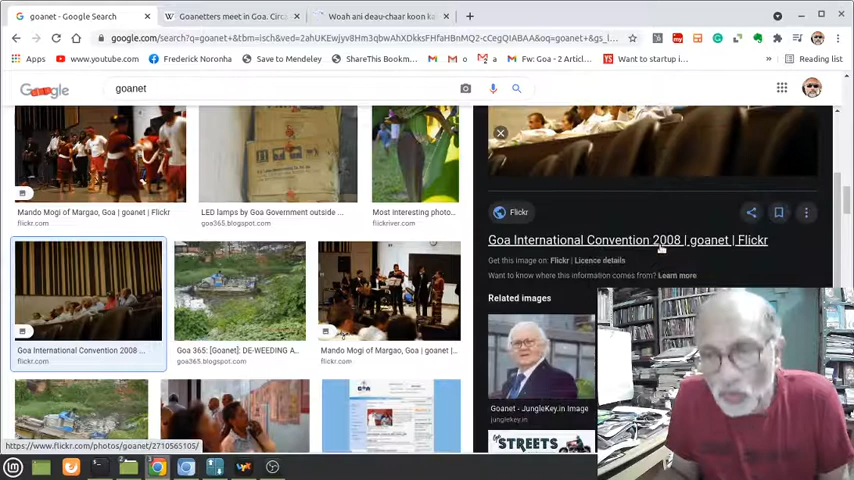 goanet - Google Search
Goanetters meet in Goa. Circa
Woah ani deau-chaar koon ka
google.com/search?q=goanet+&tbm=isch&ved=2ahUKEwjyv8Hm3qbwAhXDkksFHfaHBnMQ2-cCegQIABAA&oq=goanet+&gs_l
Apps
www.youtube.com
Frederick Noronha
Save to Mendeley
ShareThis Bookmark...
Fw: Goa - 2 Articl...
Want to startup i...
Reading list
Google
goanet
Mando Mogi of Margao, Goa | goanet | Flickr
flickr.com
LED lamps by Goa Government outside ...
goa365.blogspot.com
Most Interesting photo...
flickriver.com
Flickr
Goa International Convention 2008 | goanet | Flickr
Get this image on: Flickr | Licence details
Want to know where this information comes from? Learn more
Related images
Goa International Convention 2008 ...
flickr.com
Goa 365: [Goanet]: DE-WEEDING A...
goa365.blogspot.com
Mando Mogi of Margao, Goa | goanet |...
flickr.com
Goanet - JungleKey.in Image
junglekey.in
STREETS
https://www.flickr.com/photos/goanet/2710565105/